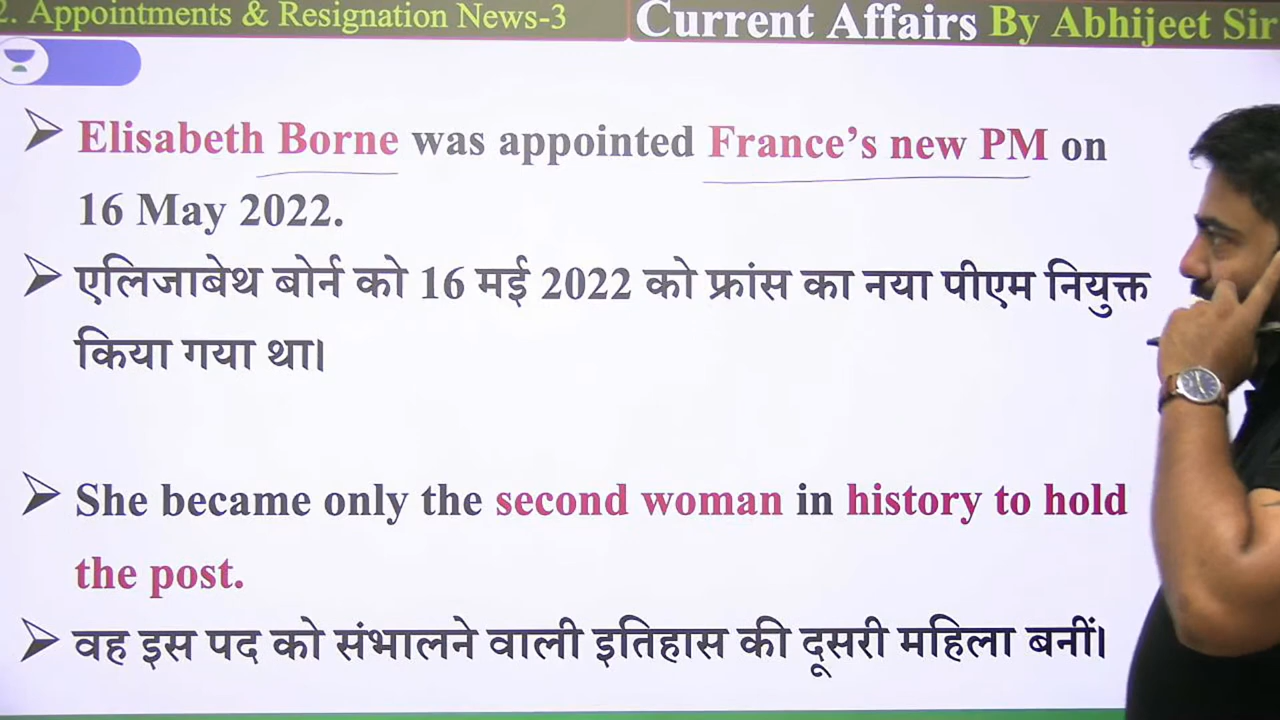 2. Appointments & Resignation News-3
Current Affairs By Abhijeet Sir
Elisabeth Borne was appointed France’s new PM on
16 May 2022.
एलिजाबेथ बोर्न को 16 मई 2022 को फ्रांस का नया पीएम नियुक्त
किया गया था।
She became only the second woman in history to hold
the post.
वह इस पद को संभालने वाली इतिहास की दूसरी महिला बनीं।